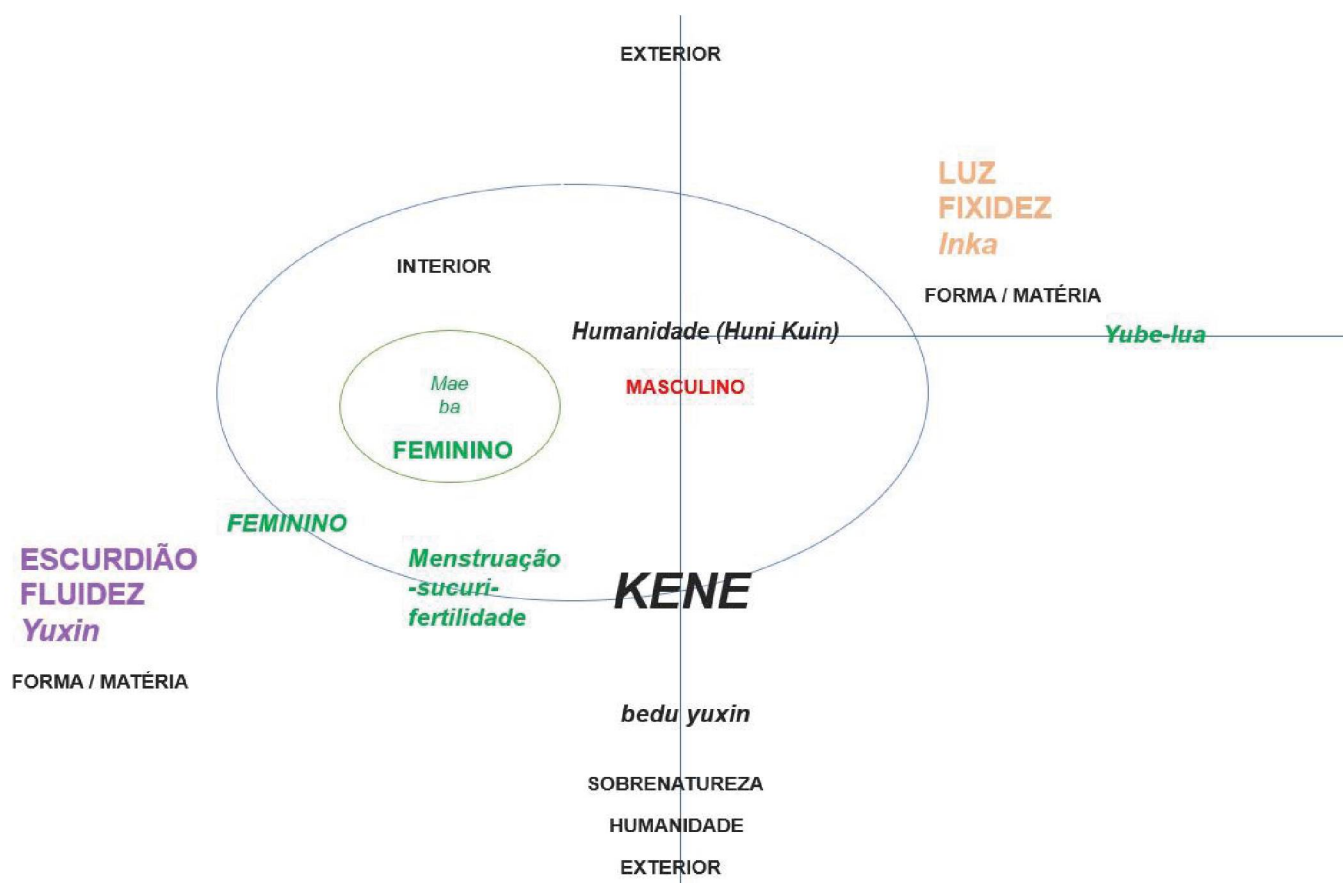 EXTERIOR
LUZ
FIXIDEZ
Inka
INTERIOR
FORMA / MATÉRIA
Humanidade (Huni Kuin)
Yube-lua
Mae
ba
MASCULINO
FEMININO
FEMININO
ESCURDIÃO
FLUIDEZ
Yuxin
Menstruação
-sucuri-
fertilidade
KENE
FORMA / MATÉRIA
bedu yuxin
SOBRENATUREZA
HUMANIDADE
EXTERIOR